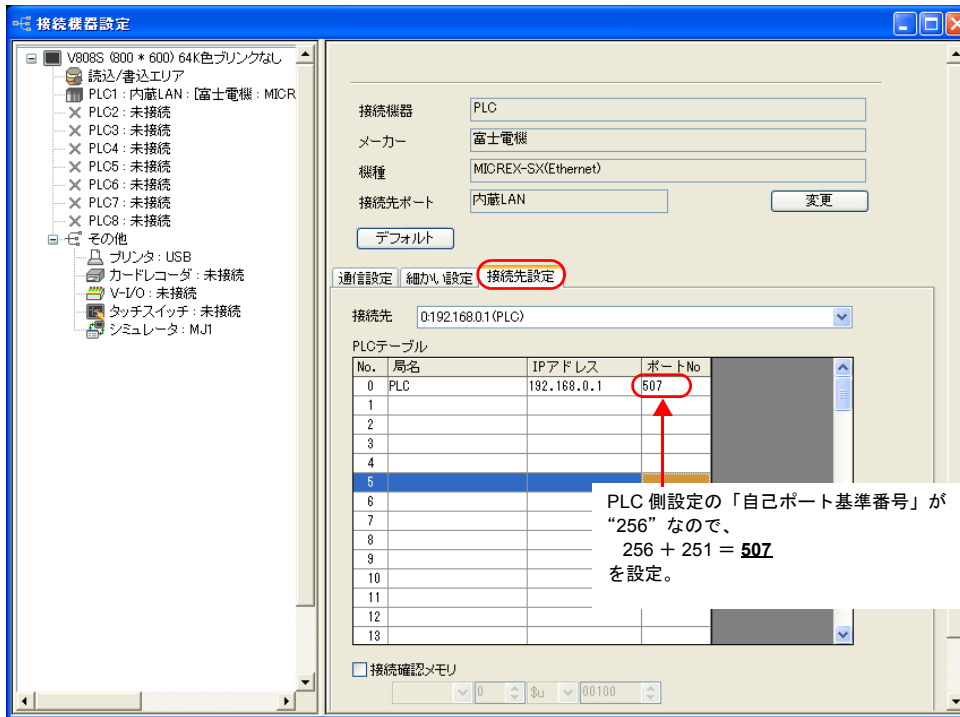 接続機器設定
V808S (800 * 600) 64K色ブリンクなし
読込/書込エリア
PLC1 : 内蔵LAN : [富士電機 : MICR
PLC2 : 未接続
PLC3 : 未接続
PLC4 : 未接続
PLC5 : 未接続
PLC6 : 未接続
PLC7 : 未接続
PLC8 : 未接続
その他
プリンタ : USB
カードレコーダ : 未接続
V-I/O : 未接続
タッチスイッチ : 未接続
シミュレータ : MJ1
接続機器 PLC
メーカー 富士電機
機種 MICREX-SX(Ethernet)
接続先ポート 内蔵LAN 変更
デフォルト
通信設定 細かい設定 接続先設定
接続先 0:192.168.0.1(PLC)
PLCテーブル
No. 局名 IPアドレス ポートNo
0 PLC 192.168.0.1 507
1
2
3
4
5
6
7
8
9
10
11
12
13
PLC 側設定の「自己ポート基準番号」が
“256”なので、
256 + 251 = 507
を設定。
接続確認メモリ
0 $u 00100